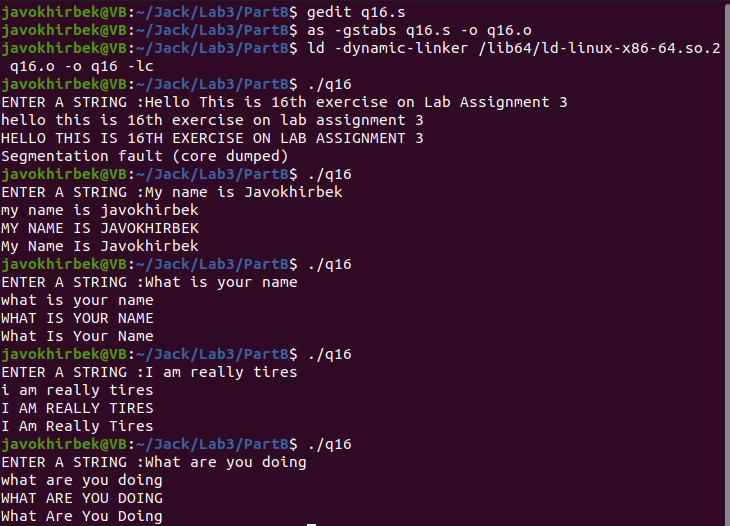 javokhirbek@VB:~/Jack/Lab3/PartB$ gedit q16.s
javokhirbek@VB:~/Jack/Lab3/PartB$ as -gstabs q16.s -o q16.o
javokhirbek@VB:~/Jack/Lab3/PartB$ ld -dynamic-linker /lib64/ld-linux-x86-64.so.2
 q16.o -o q16 -lc
javokhirbek@VB:~/Jack/Lab3/PartB$ ./q16
ENTER A STRING :Hello This is 16th exercise on Lab Assignment 3
hello this is 16th exercise on lab assignment 3
HELLO THIS IS 16TH EXERCISE ON LAB ASSIGNMENT 3
Segmentation fault (core dumped)
javokhirbek@VB:~/Jack/Lab3/PartB$ ./q16
ENTER A STRING :My name is Javokhirbek
my name is javokhirbek
MY NAME IS JAVOKHIRBEK
My Name Is Javokhirbek
javokhirbek@VB:~/Jack/Lab3/PartB$ ./q16
ENTER A STRING :What is your name
what is your name
WHAT IS YOUR NAME
What Is Your Name
javokhirbek@VB:~/Jack/Lab3/PartB$ ./q16
ENTER A STRING :I am really tires
i am really tires
I AM REALLY TIRES
I Am Really Tires
javokhirbek@VB:~/Jack/Lab3/PartB$ ./q16
ENTER A STRING :What are you doing
what are you doing
WHAT ARE YOU DOING
What Are You Doing